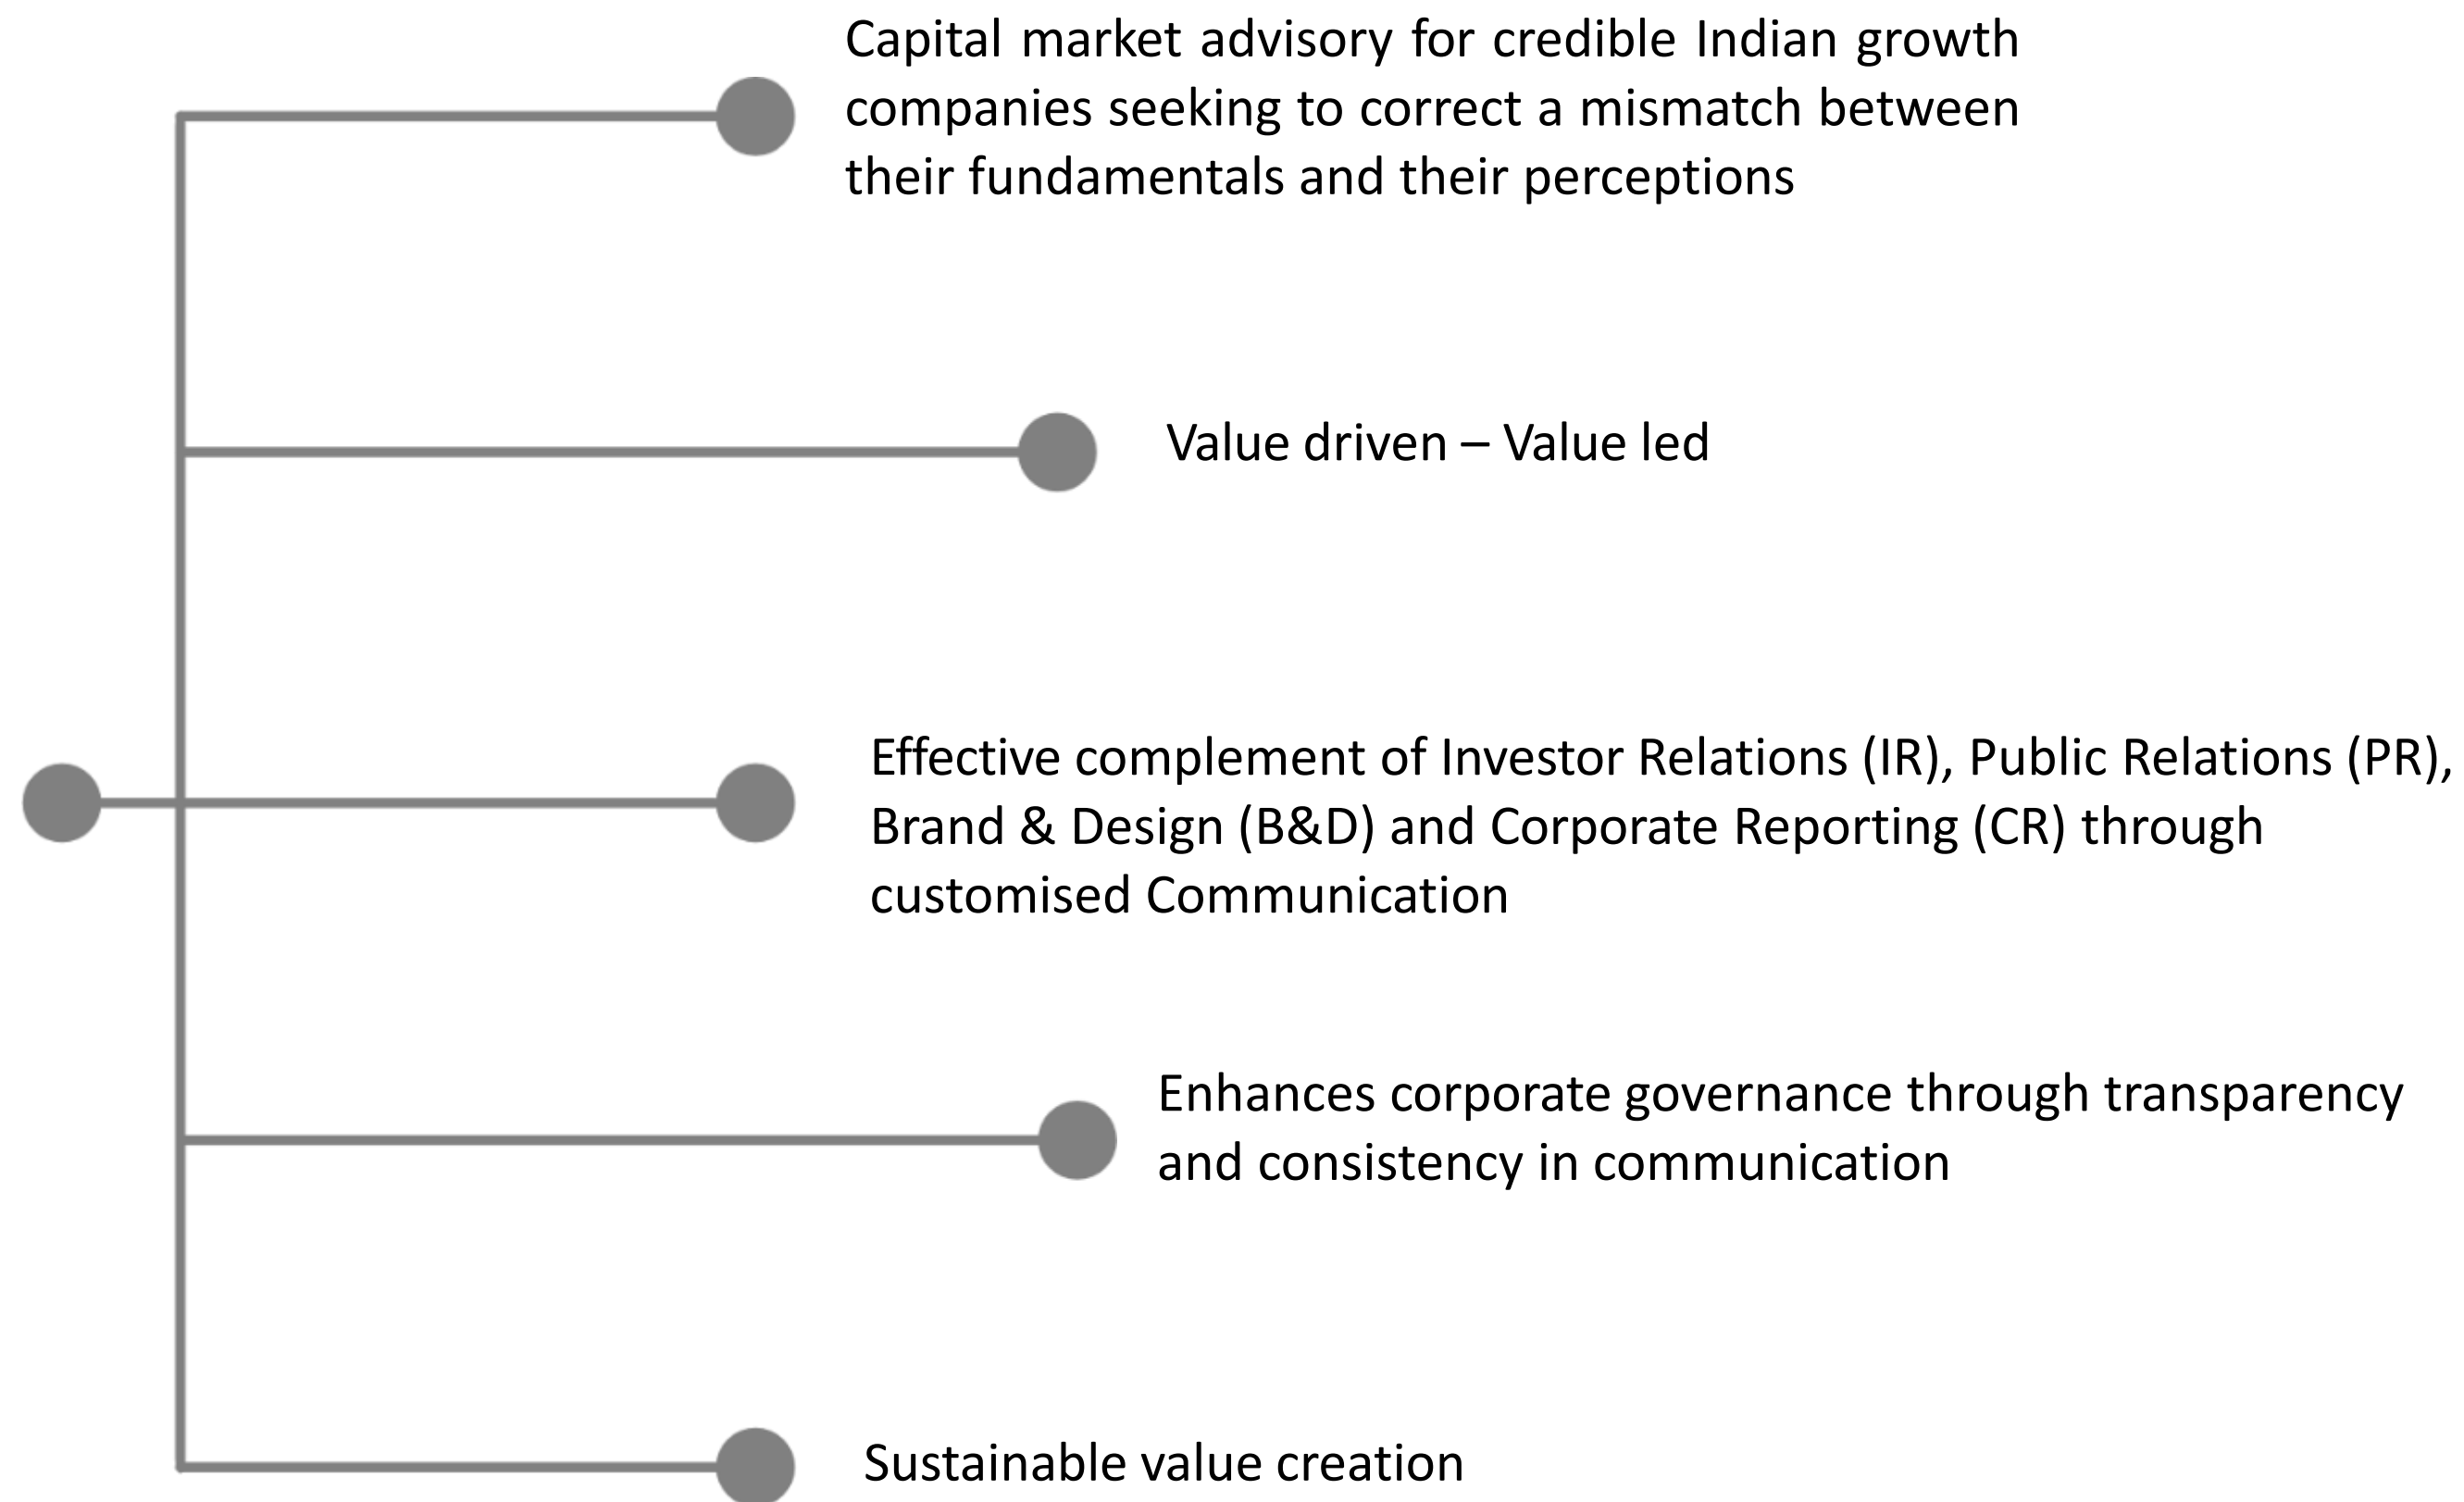 Capital market advisory for credible Indian growth
companies seeking to correct a mismatch between
their fundamentals and their perceptions
Value driven – Value led
Effective complement of Investor Relations (IR), Public Relations (PR),
Brand & Design (B&D) and Corporate Reporting (CR) through
customised Communication
Enhances corporate governance through transparency
and consistency in communication
Sustainable value creation